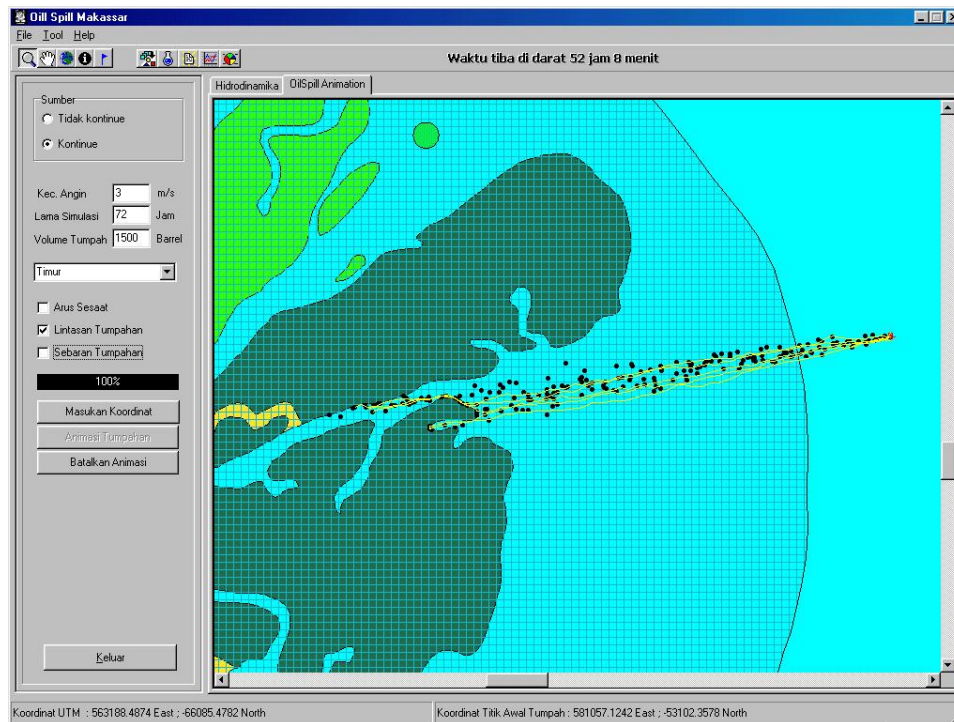 Oill Spill Makassar
File Tool Help
Waktu tiba di darat 52 jam 8 menit
Hidrodinamika OilSpill Animation
Sumber
Tidak kontinue
Kontinue
Kec. Angin 3 m/s
Lama Simulasi 72 Jam
Volume Tumpah 1500 Barrel
Timur
Arus Sesaat
Lintasan Tumpahan
Sebaran Tumpahan
100%
Masukan Koordinat
Animasi Tumpahan
Batalkan Animasi
Keluar
Koordinat UTM : 563188.4874 East ; -66085.4782 North
Koordinat Titik Awal Tumpah : 581057.1242 East ; -53102.3578 North